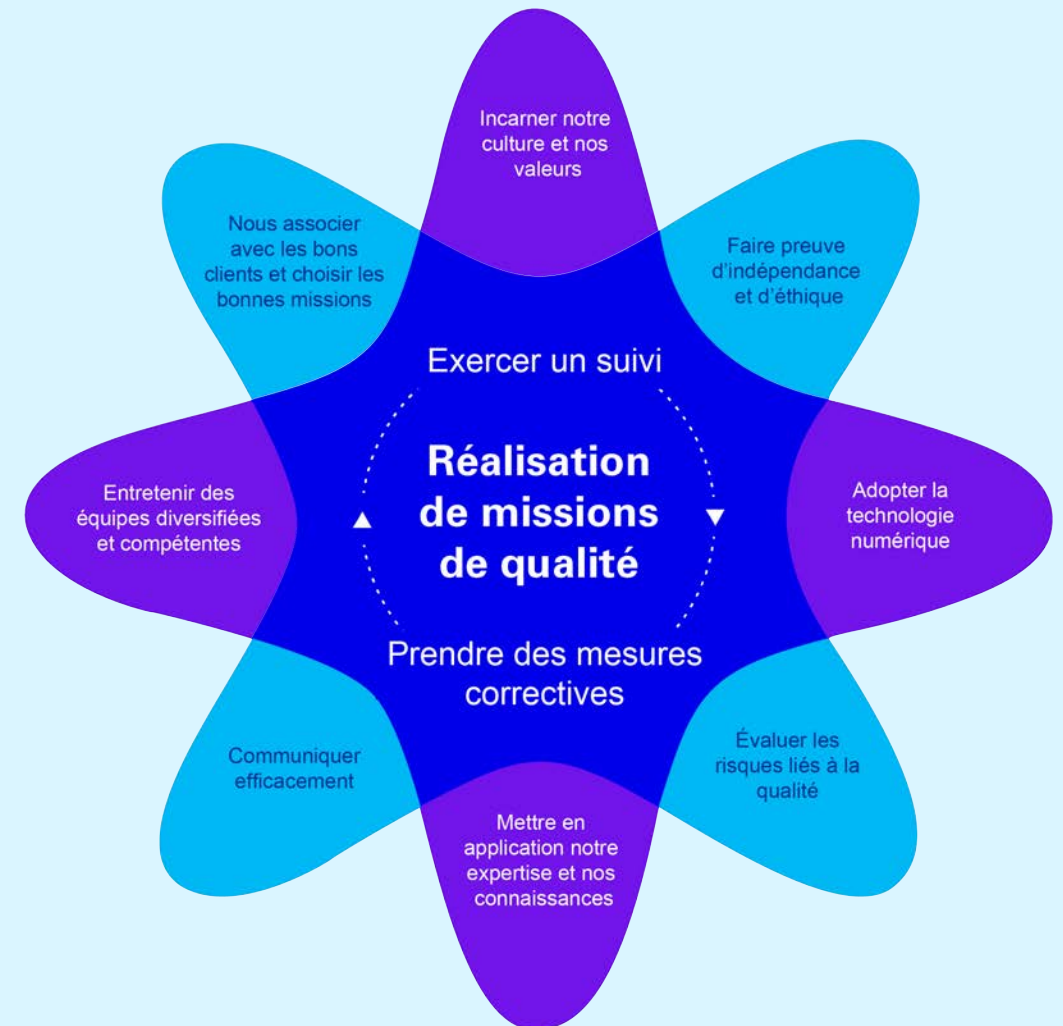 Incarner notre
culture et nos
valeurs
Faire preuve
d'indépendance
et d'éthique
Adopter la
technologie
numérique
Évaluer les
risques liés à la
qualité
Mettre en
application notre
expertise et nos
connaissances
Communiquer
efficacement
Entretenir des
équipes diversifiées
et compétentes
Nous associer
avec les bons
clients et choisir les
bonnes missions
Exercer un suivi
Réalisation
de missions
de qualité
Prendre des mesures
correctives